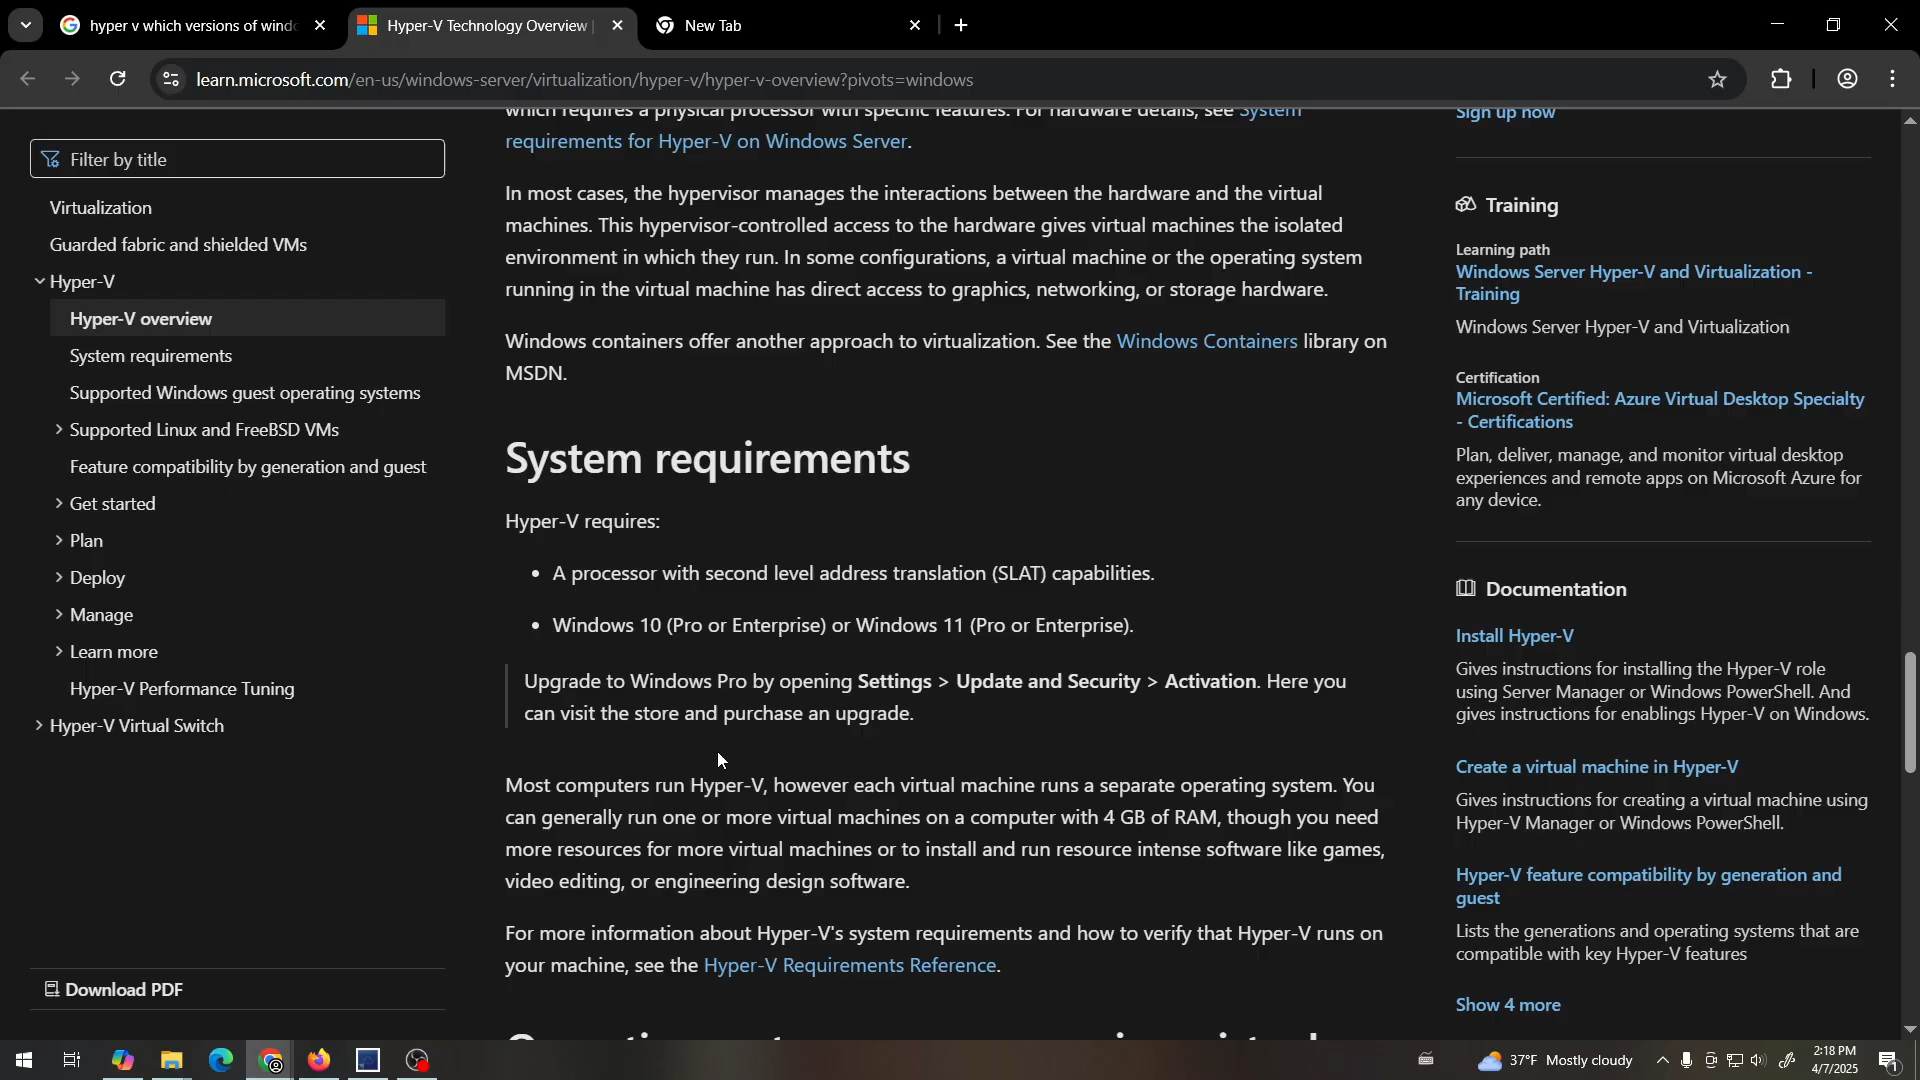 hyper v which versions of wind
Hyper-V Technology Overview |
New Tab
learn.microsoft.com/en-us/windows-server/virtualization/hyper-v/hyper-v-overview?pivots=windows
Filter by title
Virtualization
Guarded fabric and shielded VMs
Hyper-V
Hyper-V overview
System requirements
Supported Windows guest operating systems
Supported Linux and FreeBSD VMs
Feature compatibility by generation and guest
Get started
Plan
Deploy
Manage
Learn more
Hyper-V Performance Tuning
Hyper-V Virtual Switch
Download PDF
which requires a physical processor with specific features. For hardware details, see System
requirements for Hyper-V on Windows Server.
In most cases, the hypervisor manages the interactions between the hardware and the virtual
machines. This hypervisor-controlled access to the hardware gives virtual machines the isolated
environment in which they run. In some configurations, a virtual machine or the operating system
running in the virtual machine has direct access to graphics, networking, or storage hardware.
Windows containers offer another approach to virtualization. See the Windows Containers library on
MSDN.
System requirements
Hyper-V requires:
• A processor with second level address translation (SLAT) capabilities.
• Windows 10 (Pro or Enterprise) or Windows 11 (Pro or Enterprise).
Upgrade to Windows Pro by opening Settings > Update and Security > Activation. Here you
can visit the store and purchase an upgrade.
Most computers run Hyper-V, however each virtual machine runs a separate operating system. You
can generally run one or more virtual machines on a computer with 4 GB of RAM, though you need
more resources for more virtual machines or to install and run resource intense software like games,
video editing, or engineering design software.
For more information about Hyper-V's system requirements and how to verify that Hyper-V runs on
your machine, see the Hyper-V Requirements Reference.
Sign up now
Training
Learning path
Windows Server Hyper-V and Virtualization -
Training
Windows Server Hyper-V and Virtualization
Certification
Microsoft Certified: Azure Virtual Desktop Specialty
- Certifications
Plan, deliver, manage, and monitor virtual desktop
experiences and remote apps on Microsoft Azure for
any device.
Documentation
Install Hyper-V
Gives instructions for installing the Hyper-V role
using Server Manager or Windows PowerShell. And
gives instructions for enablings Hyper-V on Windows.
Create a virtual machine in Hyper-V
Gives instructions for creating a virtual machine using
Hyper-V Manager or Windows PowerShell.
Hyper-V feature compatibility by generation and
guest
Lists the generations and operating systems that are
compatible with key Hyper-V features
Show 4 more
37°F Mostly cloudy
2:18 PM
4/7/2025
1